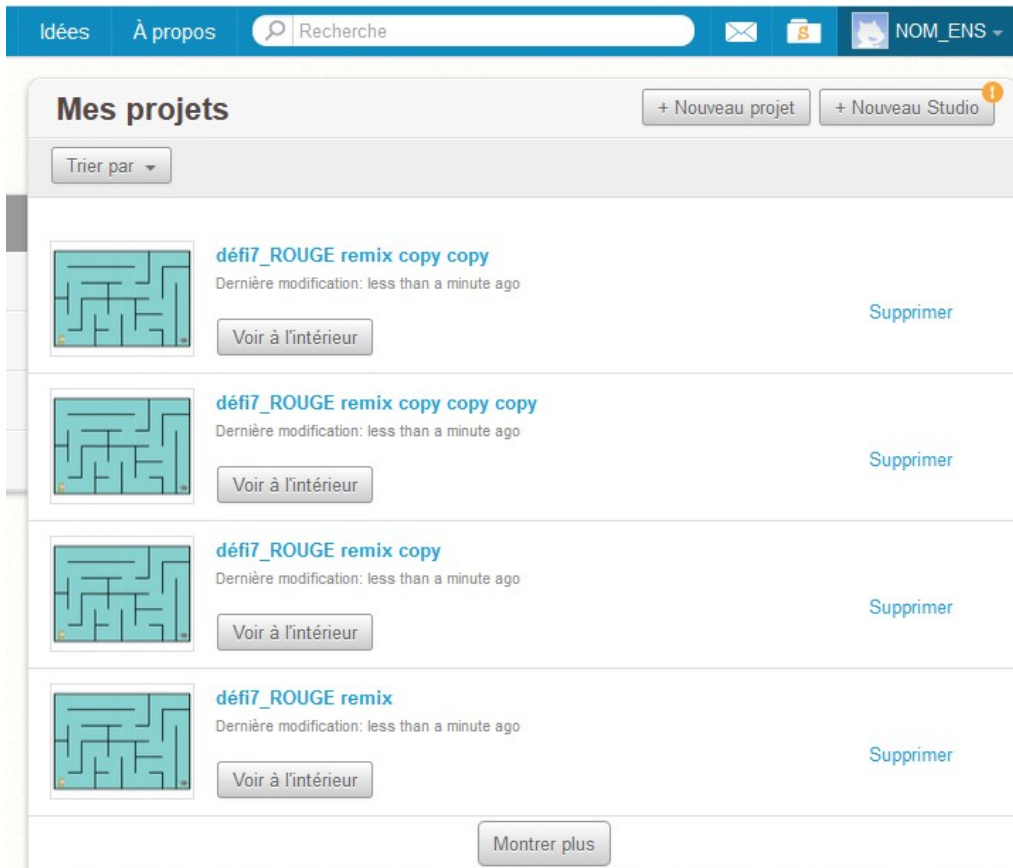 Idées À propos Recherche NOM_ENS
Mes projets + Nouveau projet + Nouveau Studio !
Trier par
défi7_ROUGE remix copy copy
Dernière modification: less than a minute ago
Supprimer
Voir à l'intérieur
défi7_ROUGE remix copy copy copy
Dernière modification: less than a minute ago
Supprimer
Voir à l'intérieur
défi7_ROUGE remix copy
Dernière modification: less than a minute ago
Supprimer
Voir à l'intérieur
défi7_ROUGE remix
Dernière modification: less than a minute ago
Supprimer
Voir à l'intérieur
Montrer plus